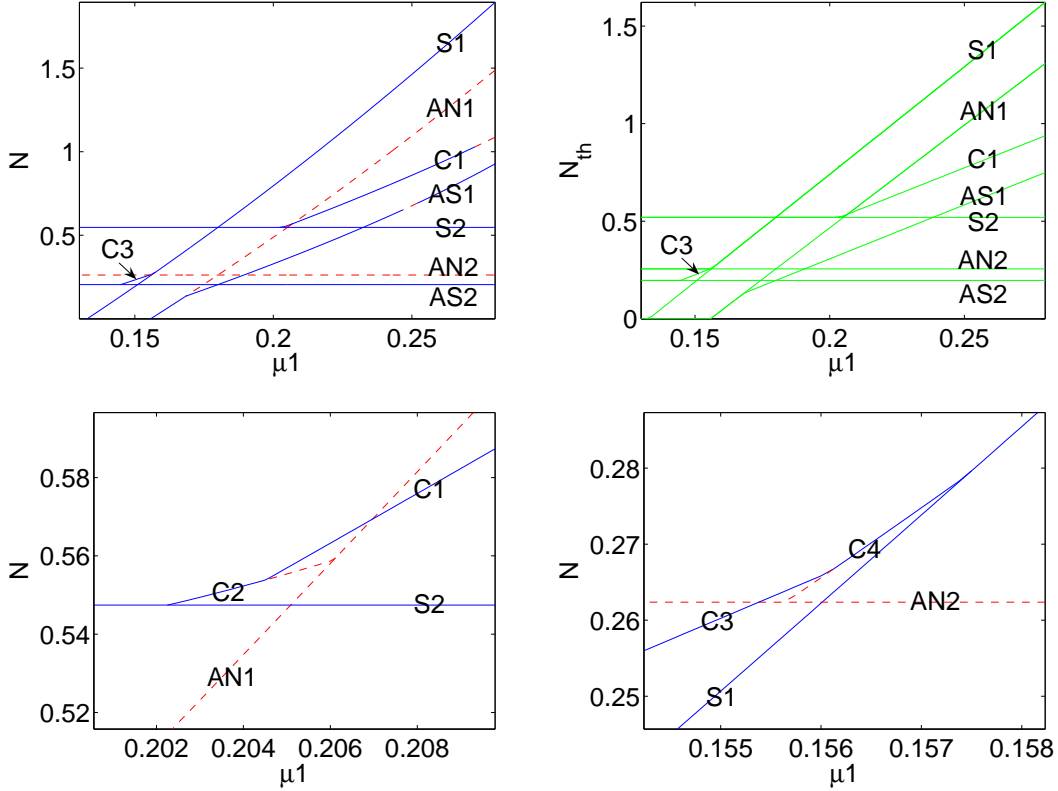 N
1.5
1
0.5
0.15
0.2
0.25
μ1
S1
AN1
C1
AS1
S2
C3
AN2
AS2
N_th
1.5
1
0.5
0
0.15
0.2
0.25
μ1
S1
AN1
C1
AS1
S2
C3
AN2
AS2
N
0.58
0.56
0.54
0.52
0.202
0.204
0.206
0.208
μ1
C1
C2
S2
AN1
N
0.28
0.27
0.26
0.25
0.155
0.156
0.157
0.158
μ1
C4
AN2
C3
S1